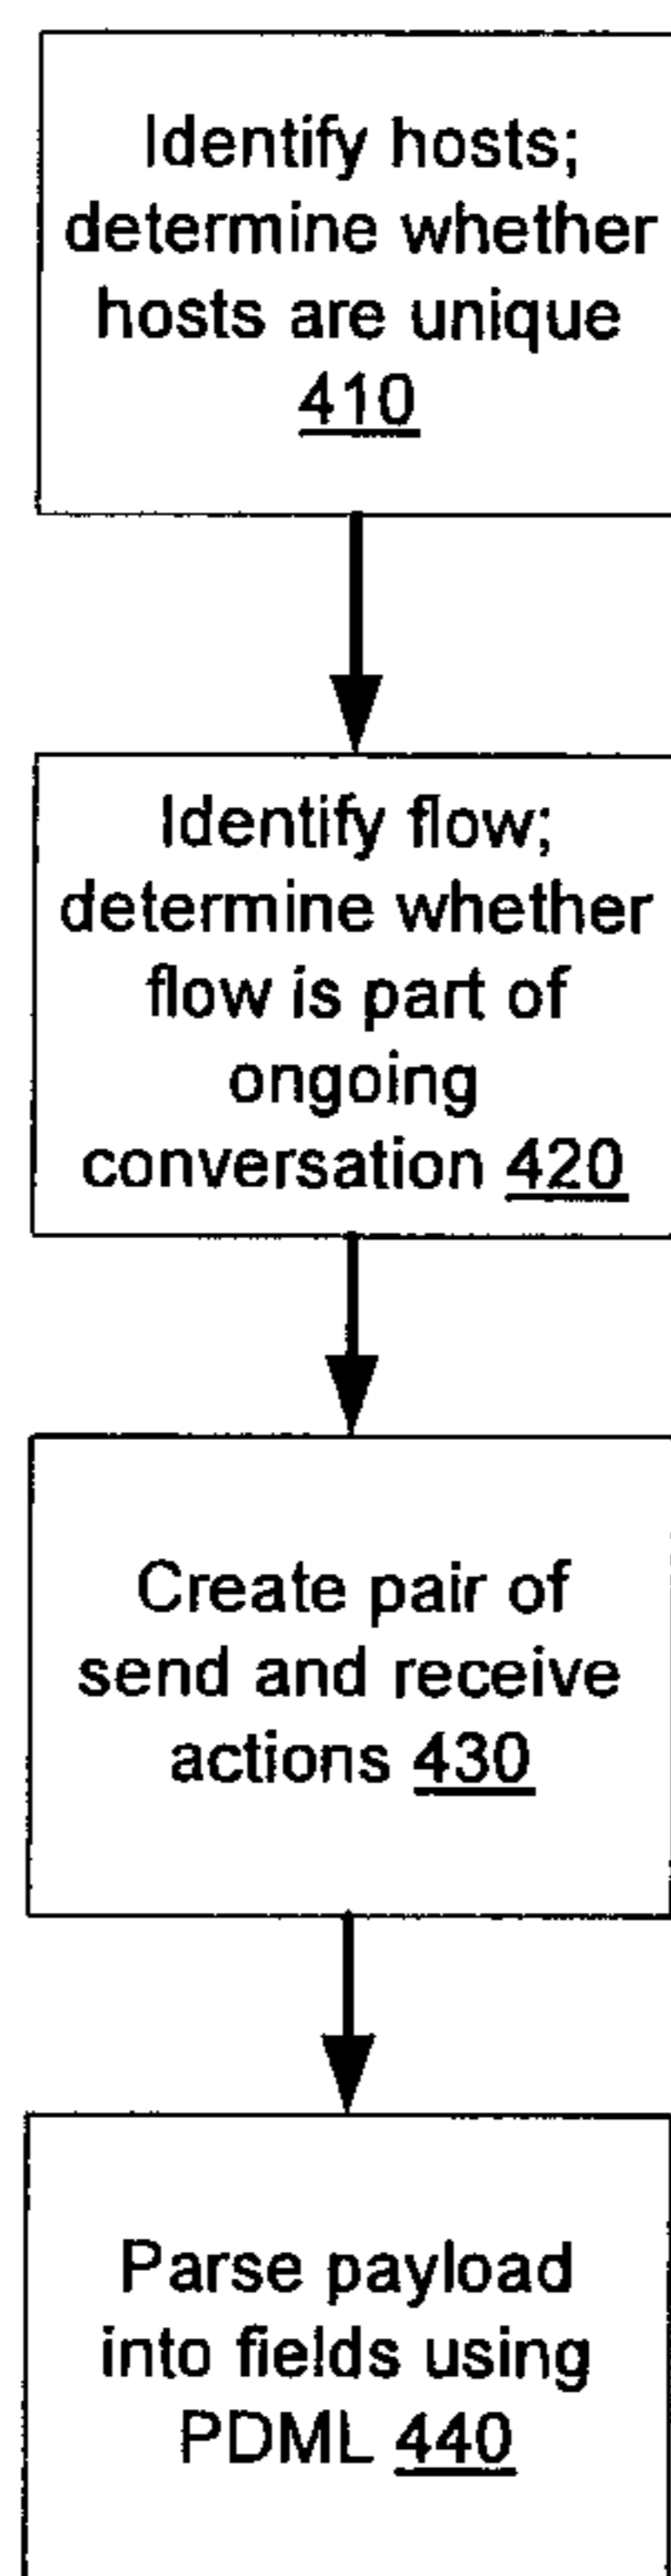 Identify hosts;
determine whether
hosts are unique
410
Identify flow;
determine whether
flow is part of
ongoing
conversation 420
Create pair of
send and receive
actions 430
Parse payload
into fields using
PDML 440